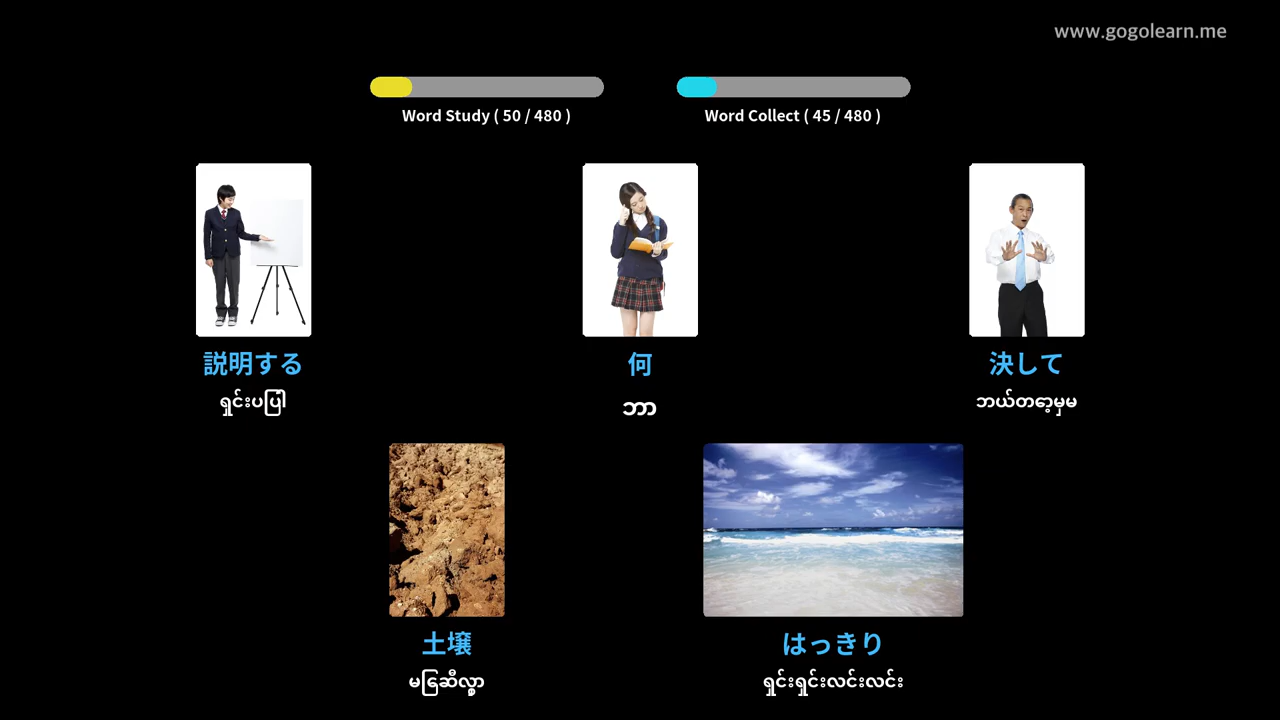 www.gogolearn.me
Word Study ( 50 / 480 )
Word Collect ( 45 / 480 )
説明する
ရှင်းပပြါ
何
ဘာ
決して
ဘယ်တော့မှမ
土壌
မြေဆီလွှာ
はっきり
ရှင်းရှင်းလင်းလင်း